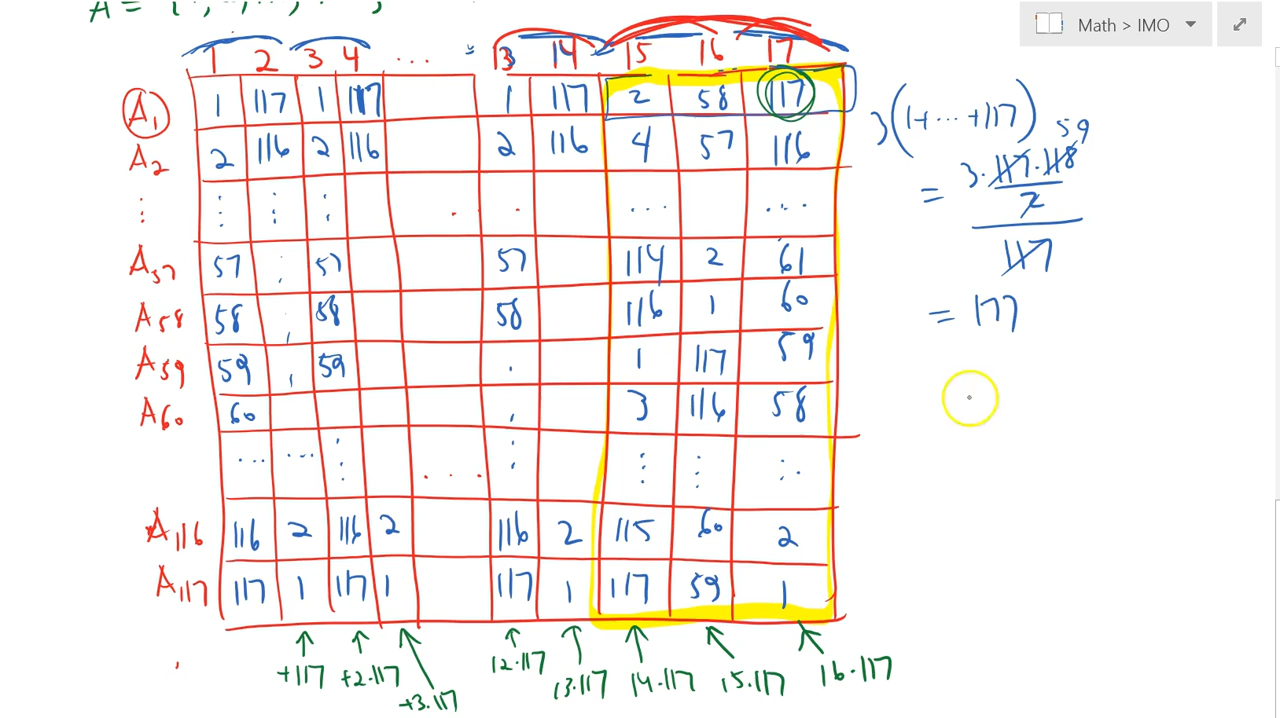 Math > IMO
1 2 3 4 ... 13 14 15 16 17
A₁ 1 117 1 117 1 117 2 58 117
A₂ 2 116 2 116 2 116 4 57 116
⋮ ⋮ ⋮ ⋮ . . . ... ...
A₅₇ 57 ⋮ 57 57 114 2 61
A₅₈ 58 , 58 58 116 1 60
A₅₉ 59 , 59 . 1 117 59
A₆₀ 60 , 3 116 58
... ... ⋮ .... ⋮ ⋮ ⋮ ⋮
A₁₁₆ 116 2 116 2 116 2 115 60 2
A₁₁₇ 117 1 117 1 117 1 117 59 1
+117 +2·117 +3·117 12·117 13·117 14·117 15·117 16·117
3(1+...+117)
59
= 3·117·118
2
117
= 177